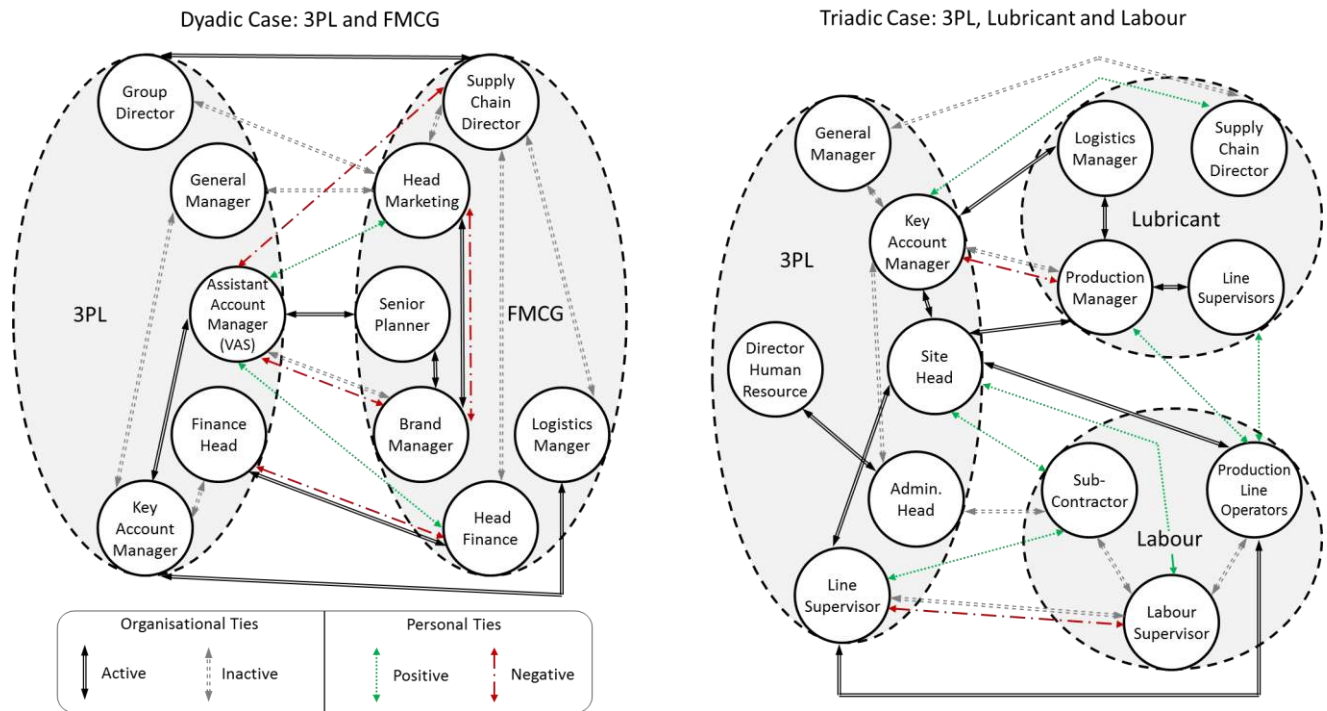 Dyadic Case: 3PL and FMCG
Group
Director
General
Manager
3PL
Assistant
Account
Manager
(VAS)
Finance
Head
Key
Account
Manager
Supply
Chain
Director
Head
Marketing
Senior
Planner
FMCG
Brand
Manager
Logistics
Manger
Head
Finance
Organisational Ties
Active
Inactive
Personal Ties
Positive
Negative
Triadic Case: 3PL, Lubricant and Labour
General
Manager
3PL
Key
Account
Manager
Director
Human
Resource
Site
Head
Admin.
Head
Line
Supervisor
Logistics
Manager
Supply
Chain
Director
Lubricant
Production
Manager
Line
Supervisors
Sub-
Contractor
Production
Line
Operators
Labour
Labour
Supervisor